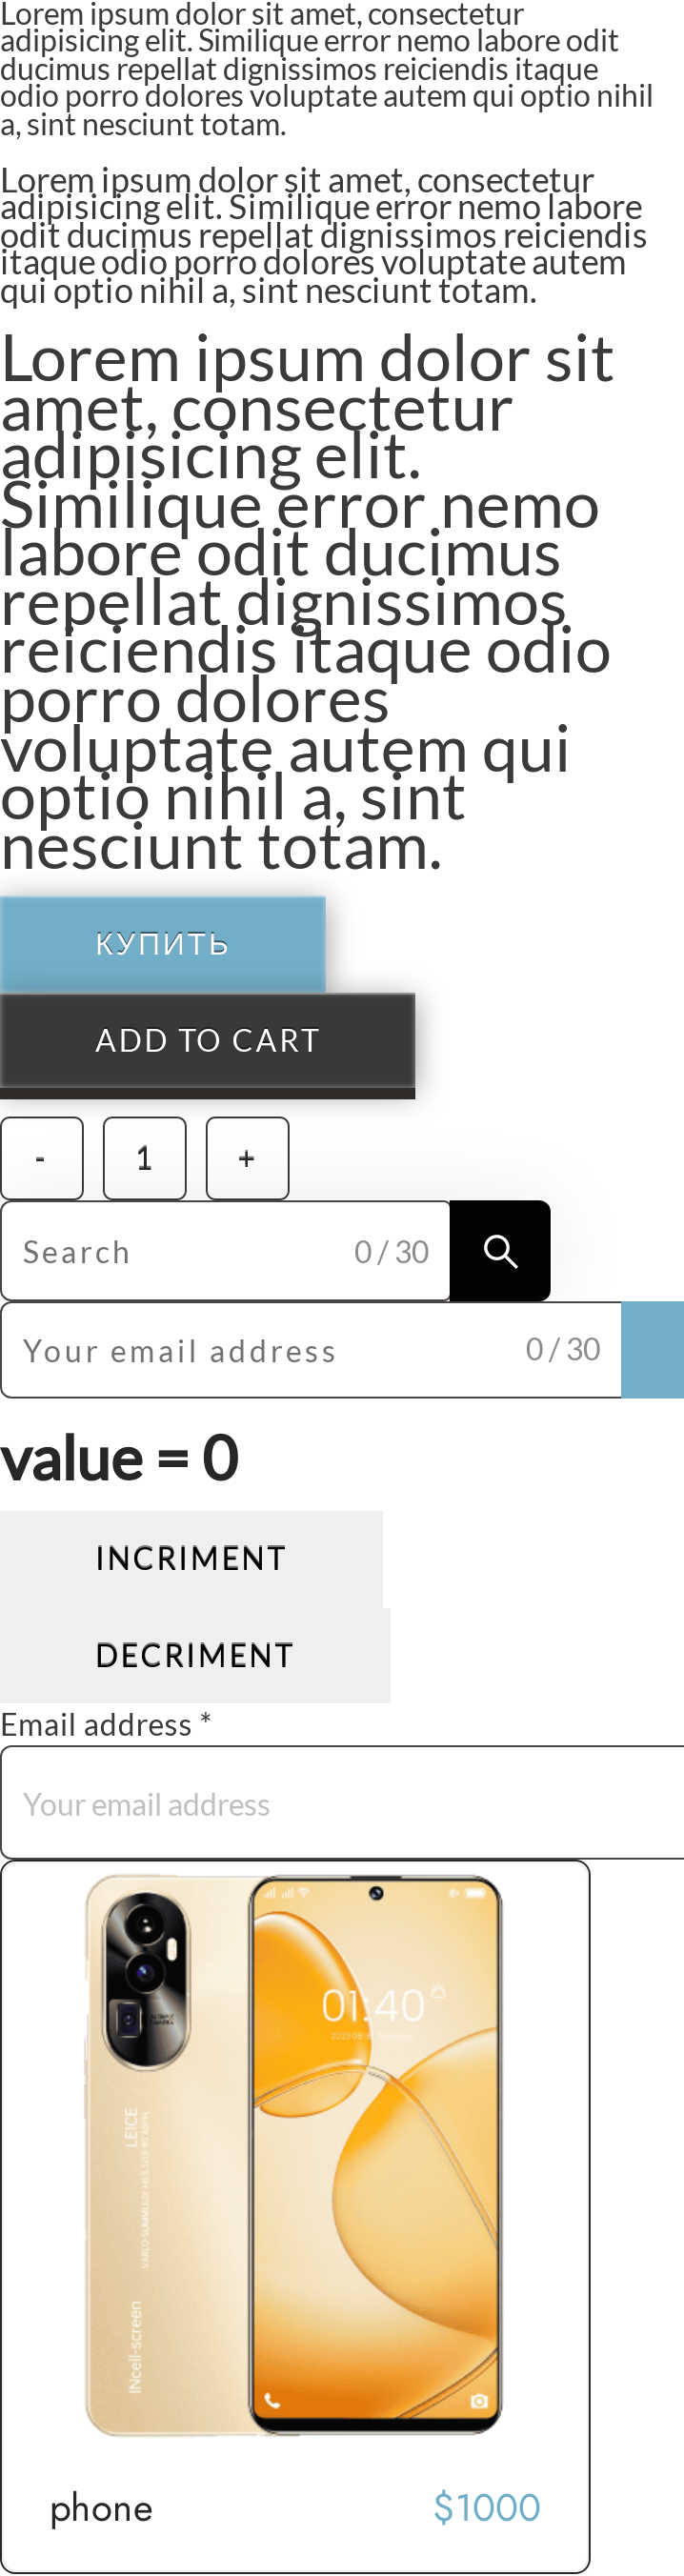 Lorem ipsum dolor sit amet, consectetur
adipisicing elit. Similique error nemo labore odit
ducimus repellat dignissimos reiciendis itaque
odio porro dolores voluptate autem qui optio nihil
a, sint nesciunt totam.
Lorem ipsum dolor sit amet, consectetur
adipisicing elit. Similique error nemo labore
odit ducimus repellat dignissimos reiciendis
itaque odio porro dolores voluptate autem
qui optio nihil a, sint nesciunt totam.
Lorem ipsum dolor sit
amet, consectetur
adipisicing elit.
Similique error nemo
labore odit ducimus
repellat dignissimos
reiciendis itaque odio
porro dolores
voluptate autem qui
optio nihil a, sint
nesciunt totam.
КУПИТЬ
ADD TO CART
- 1 +
Search 0 / 30
Your email address 0 / 30
value = 0
INCRIMENT
DECRIMENT
Email address *
Your email address
01:40
LEICE
INcell-screen
phone $1000